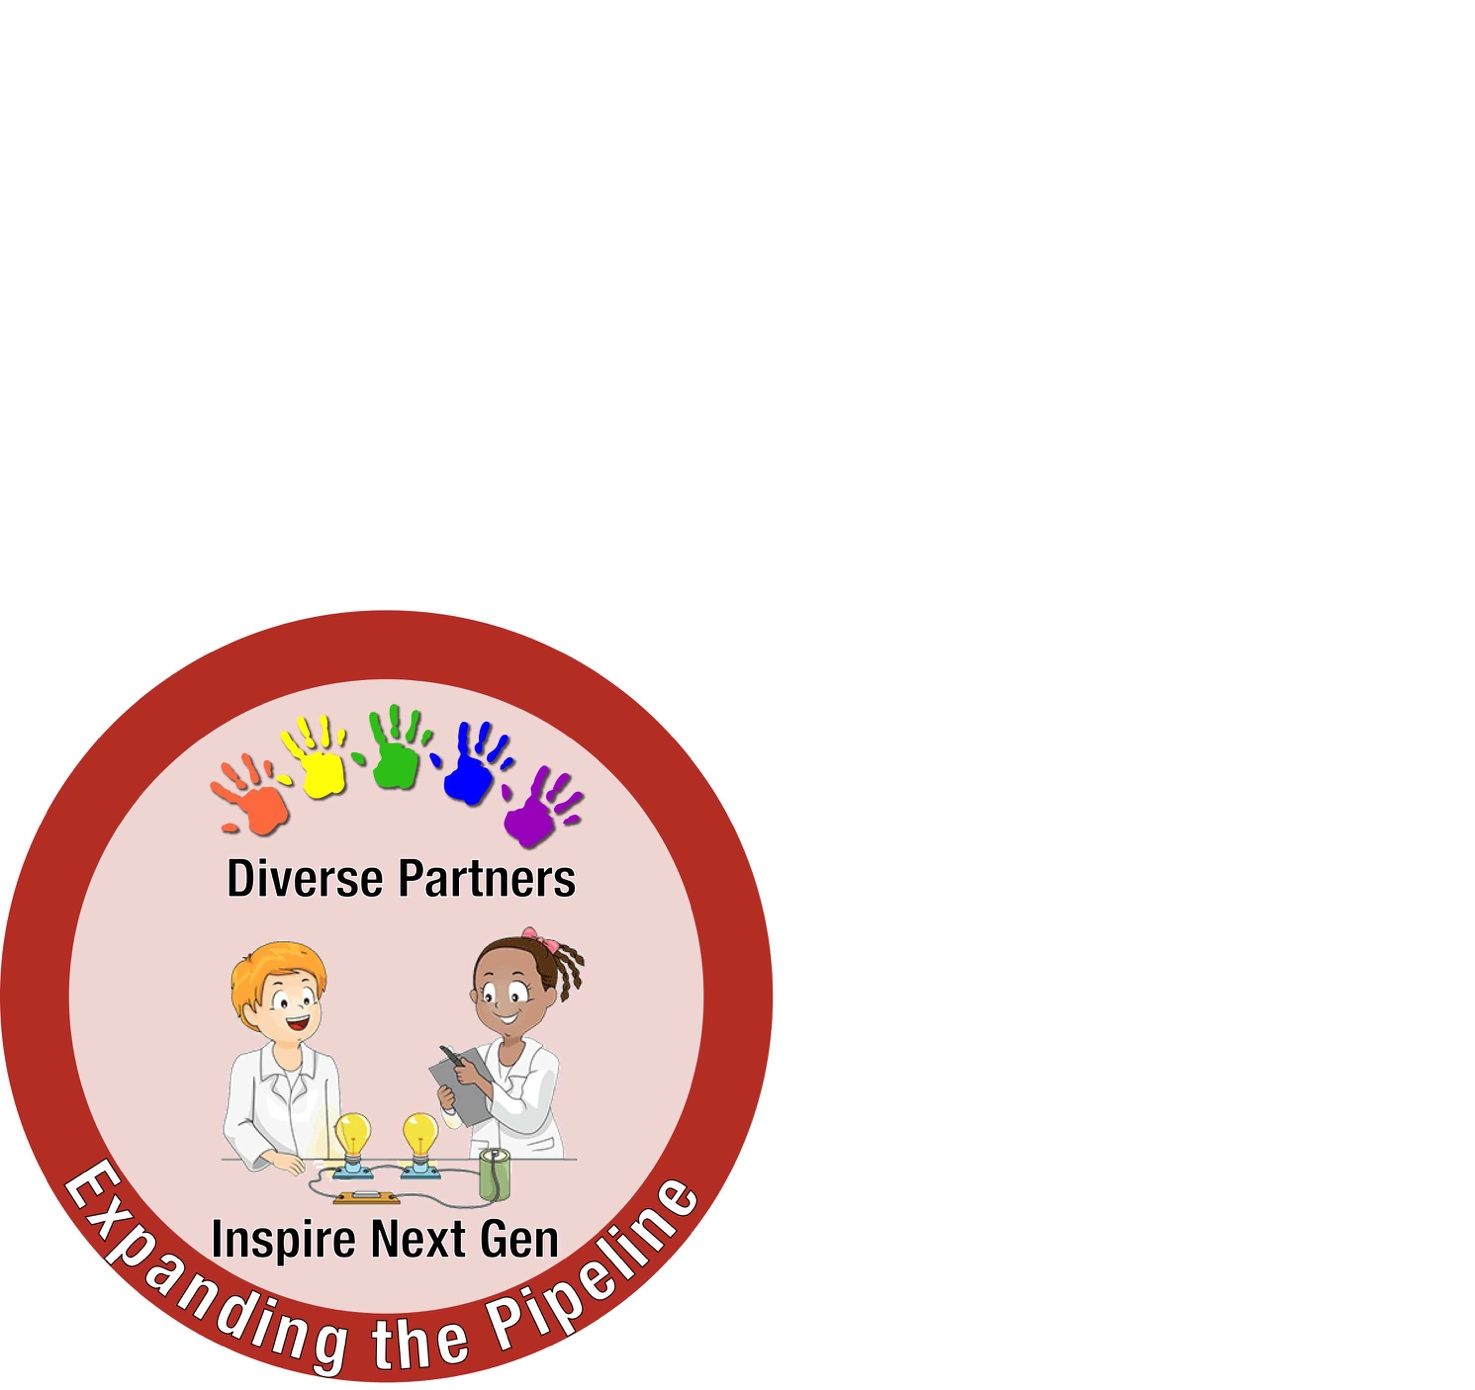 Diverse Partners
Inspire Next Gen
Expanding the Pipeline